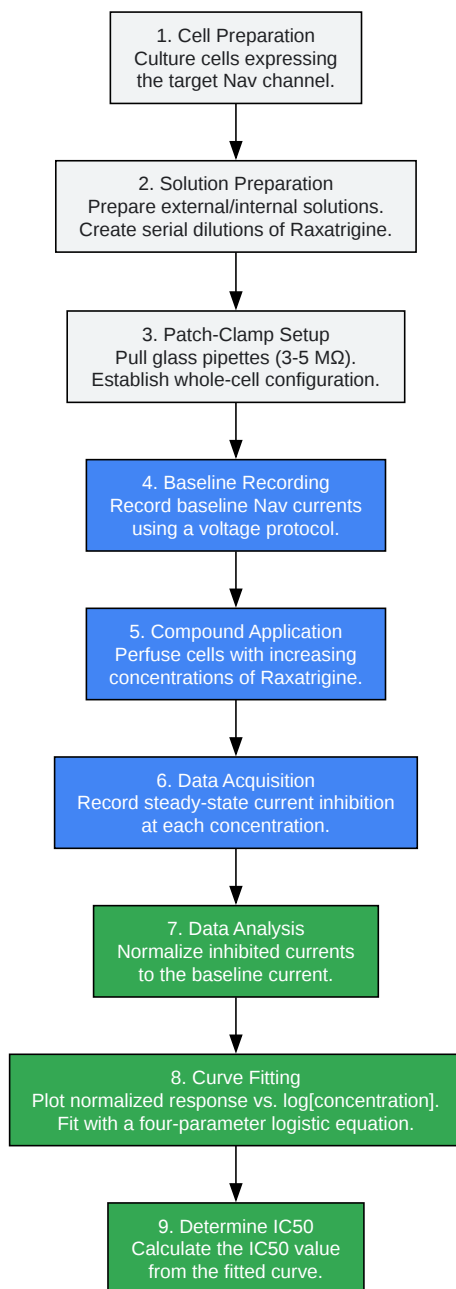 1. Cell Preparation
Culture cells expressing
the target Nav channel.
2. Solution Preparation
Prepare external/internal solutions.
Create serial dilutions of Raxatrigine.
3. Patch-Clamp Setup
Pull glass pipettes (3-5 MΩ).
Establish whole-cell configuration.
4. Baseline Recording
Record baseline Nav currents
using a voltage protocol.
5. Compound Application
Perfuse cells with increasing
concentrations of Raxatrigine.
6. Data Acquisition
Record steady-state current inhibition
at each concentration.
7. Data Analysis
Normalize inhibited currents
to the baseline current.
8. Curve Fitting
Plot normalized response vs. log[concentration].
Fit with a four-parameter logistic equation.
9. Determine IC50
Calculate the IC50 value
from the fitted curve.